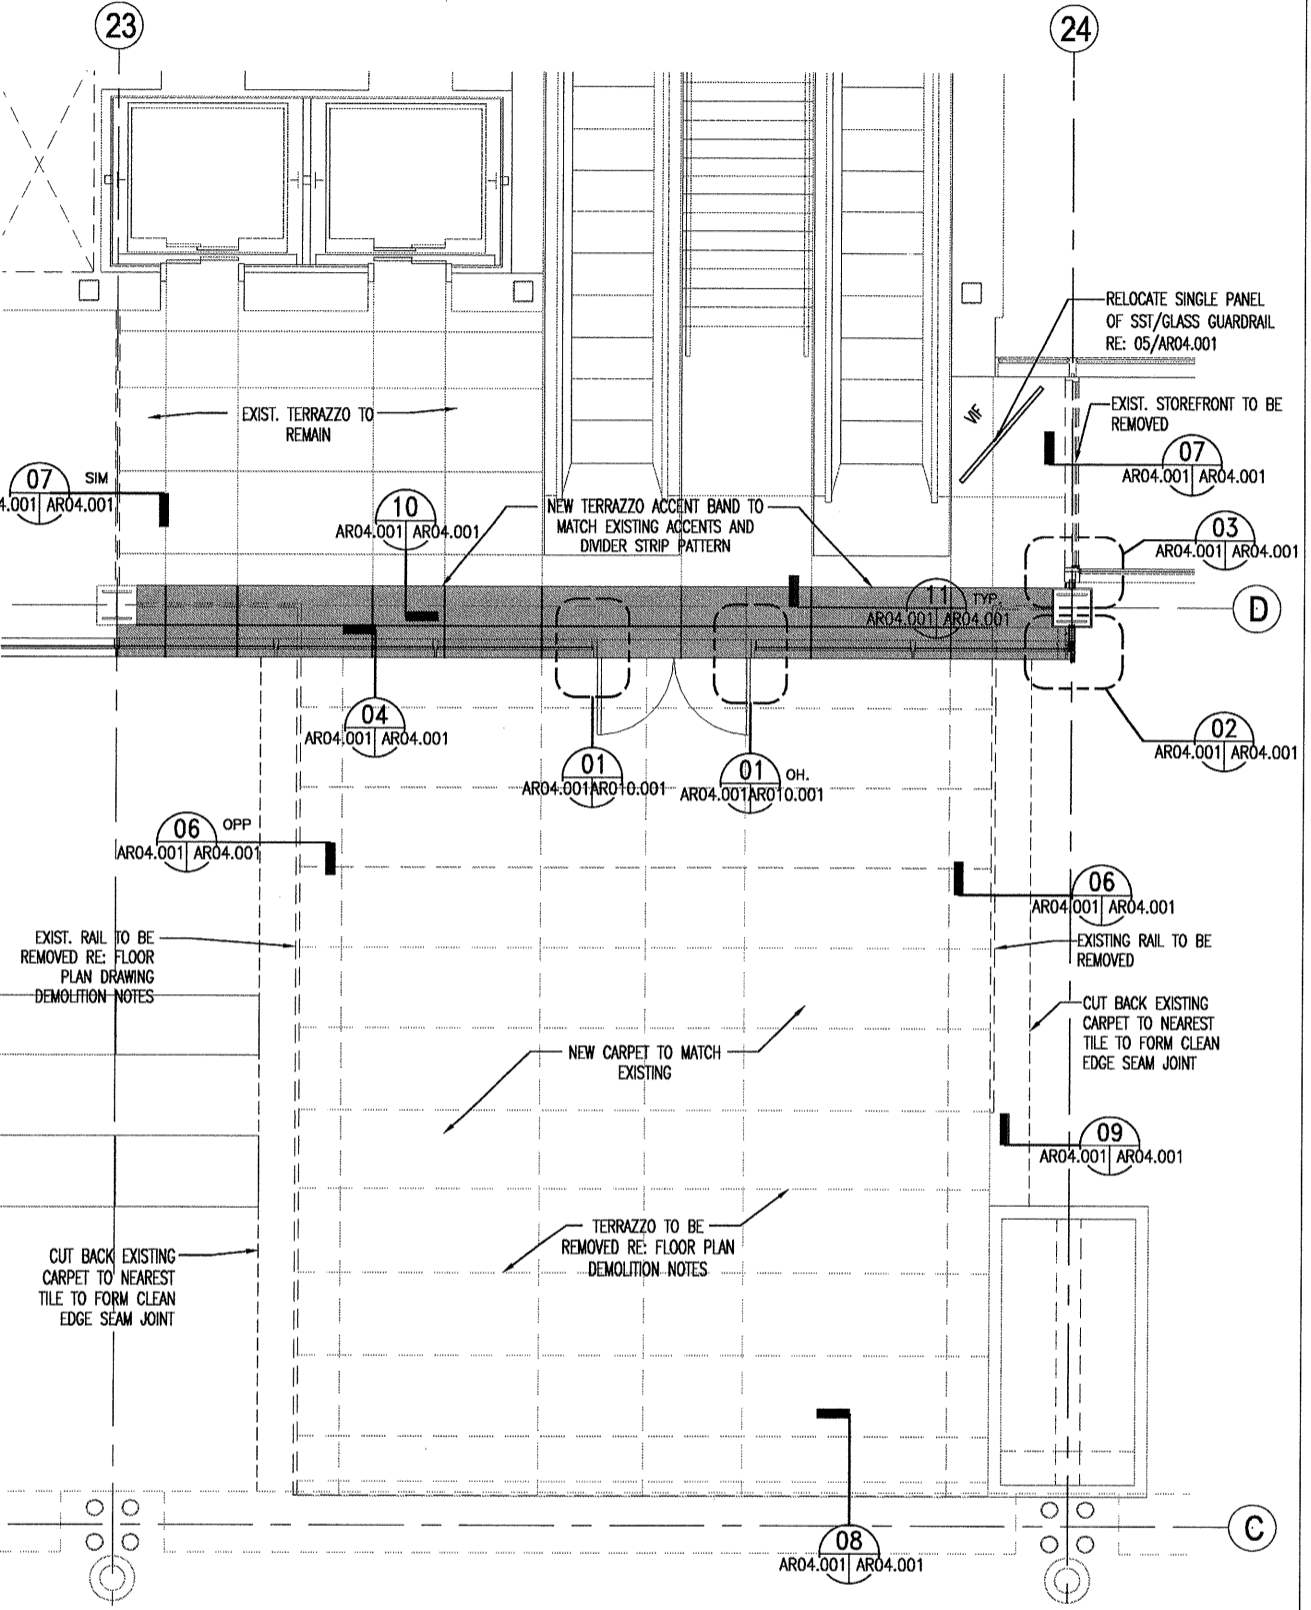 23
24
RELOCATE SINGLE PANEL
OF SST/GLASS GUARDRAIL
RE: 05/AR04.001
VIF
EXIST. STOREFRONT TO BE
REMOVED
EXIST. TERRAZZO TO
REMAIN
07
AR04.001 AR04.001
07 SIM
4.001 AR04.001
10
AR04.001 AR04.001
NEW TERRAZZO ACCENT BAND TO
MATCH EXISTING ACCENTS AND
DIVIDER STRIP PATTERN
03
AR04.001 AR04.001
11 TYP.
AR04.001 AR04.001
D
04
AR04.001 AR04.001
02
AR04.001 AR04.001
01
AR04.001 AR010.001
01 OH.
AR04.001 AR010.001
06 OPP
AR04.001 AR04.001
06
AR04.001 AR04.001
EXIST. RAIL TO BE
REMOVED RE: FLOOR
PLAN DRAWING
DEMOLITION NOTES
EXISTING RAIL TO BE
REMOVED
CUT BACK EXISTING
CARPET TO NEAREST
TILE TO FORM CLEAN
EDGE SEAM JOINT
NEW CARPET TO MATCH
EXISTING
09
AR04.001 AR04.001
TERRAZZO TO BE
REMOVED RE: FLOOR PLAN
DEMOLITION NOTES
CUT BACK EXISTING
CARPET TO NEAREST
TILE TO FORM CLEAN
EDGE SEAM JOINT
C
08
AR04.001 AR04.001